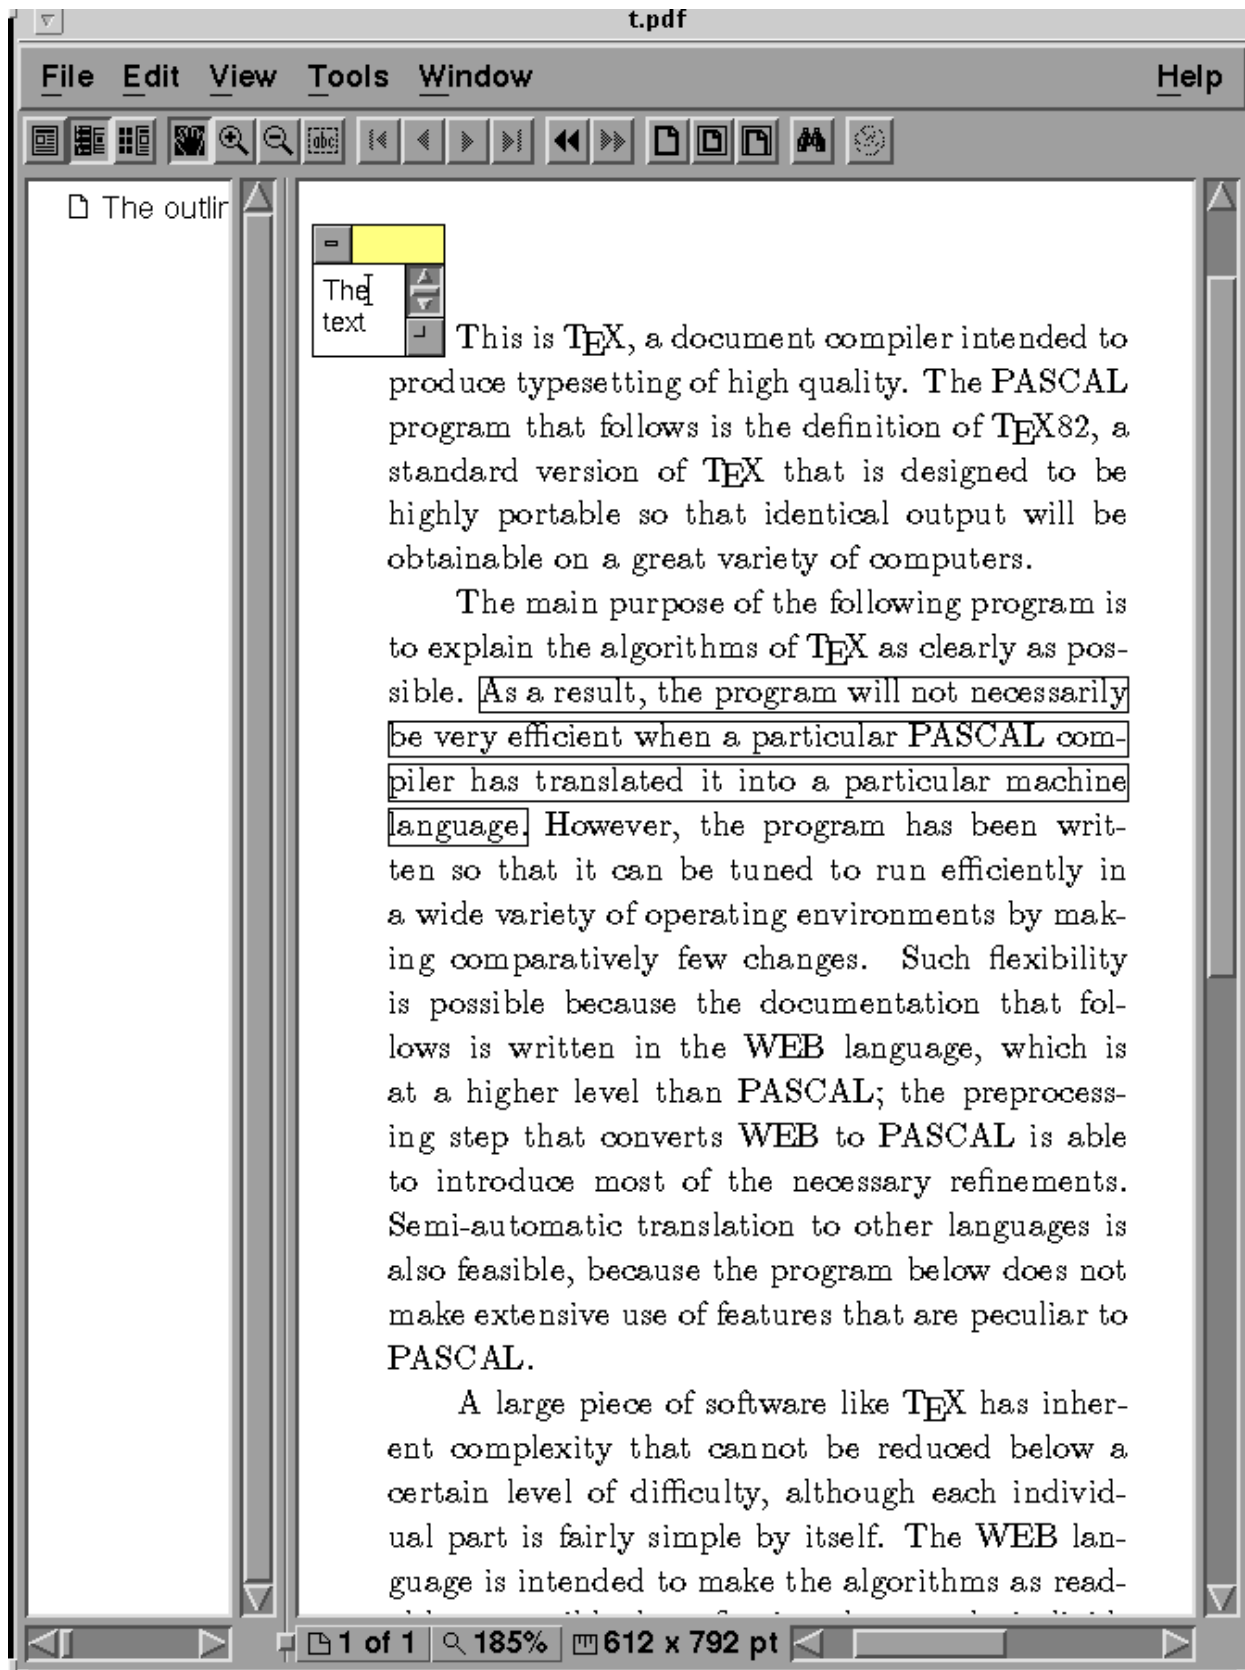 t.pdf
File Edit View Tools Window Help
abc
The outlin
The
text
This is TEX, a document compiler intended to
produce typesetting of high quality. The PASCAL
program that follows is the definition of TEX82, a
standard version of TEX that is designed to be
highly portable so that identical output will be
obtainable on a great variety of computers.
The main purpose of the following program is
to explain the algorithms of TEX as clearly as pos-
sible. As a result, the program will not necessarily
be very efficient when a particular PASCAL com-
piler has translated it into a particular machine
language. However, the program has been writ-
ten so that it can be tuned to run efficiently in
a wide variety of operating environments by mak-
ing comparatively few changes. Such flexibility
is possible because the documentation that fol-
lows is written in the WEB language, which is
at a higher level than PASCAL; the preprocess-
ing step that converts WEB to PASCAL is able
to introduce most of the necessary refinements.
Semi-automatic translation to other languages is
also feasible, because the program below does not
make extensive use of features that are peculiar to
PASCAL.
A large piece of software like TEX has inher-
ent complexity that cannot be reduced below a
certain level of difficulty, although each individ-
ual part is fairly simple by itself. The WEB lan-
guage is intended to make the algorithms as read-
1 of 1 185% 612 x 792 pt